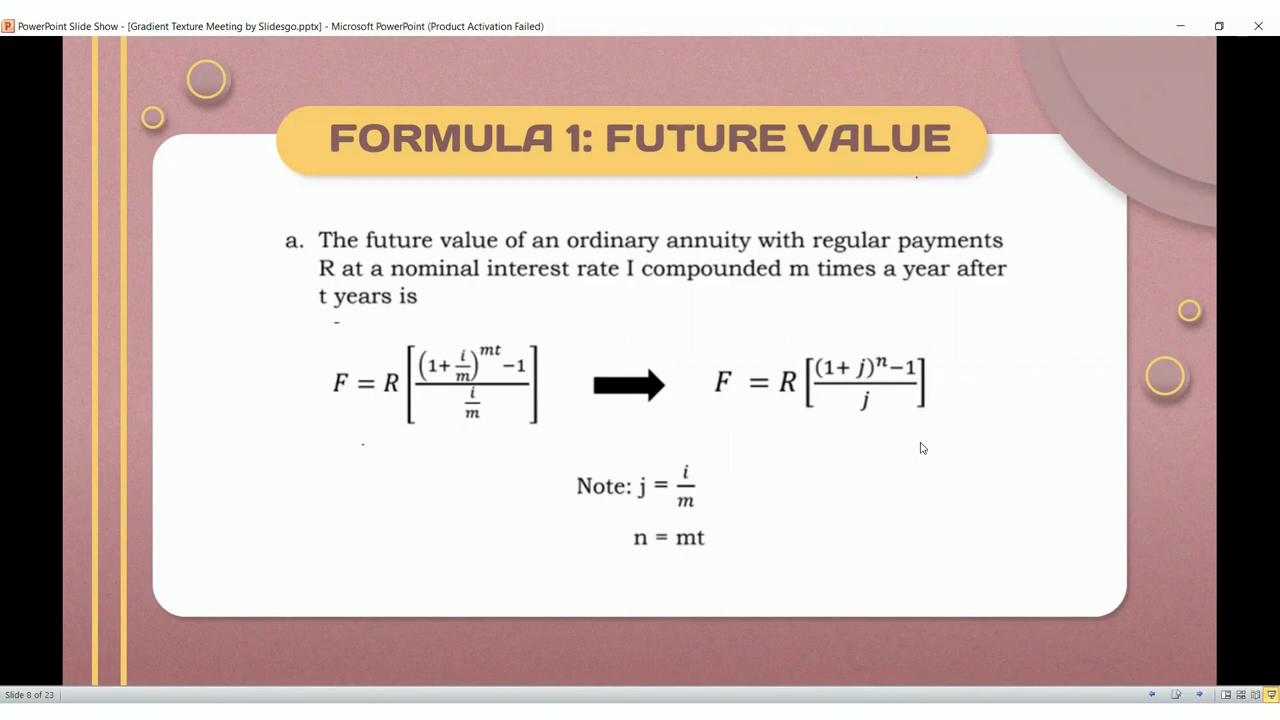 PowerPoint Slide Show - [Gradient Texture Meeting by Slidesgo.pptx] - Microsoft PowerPoint (Product Activation Failed)
FORMULA 1: FUTURE VALUE
a. The future value of an ordinary annuity with regular payments
R at a nominal interest rate I compounded m times a year after
t years is
F = R [((1+ i/m)^mt −1) / (i/m)] F = R [((1+ j)^n −1) / j]
Note: j = i/m
n = mt
Slide 8 of 23